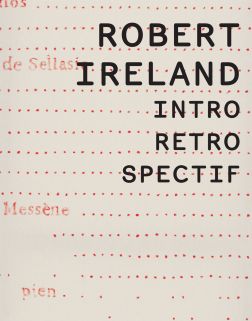 ROBERT
de Sellasi
IRELAND
INTRO
RETRO
SPECTIF
Messène
pien